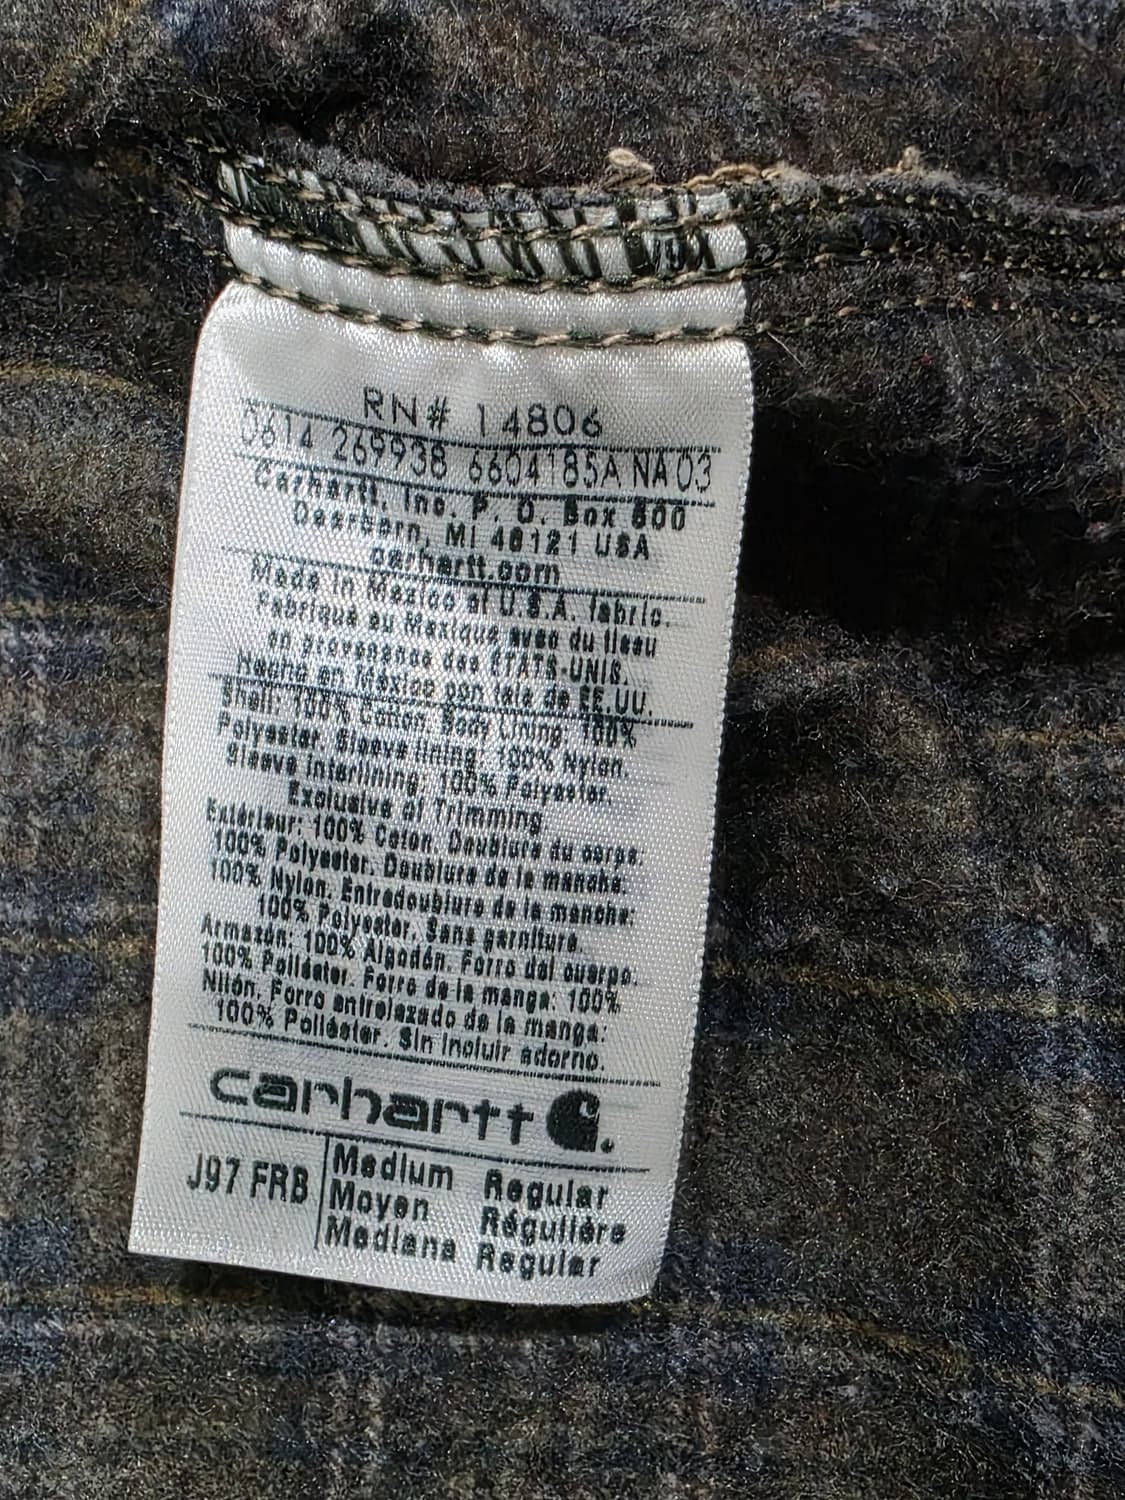 RN# 14806
0614 269938 6604185A NA 03
Carhartt, Inc. P. O. Box 600
Dearborn, MI 48121 USA
carhartt.com
Made in Mexico of U.S.A. fabric.
Fabriqué au Mexique avec du tissu
en provenance des ÉTATS-UNIS.
Hecho en México con tela de EE.UU.
Shell: 100% Cotton. Body Lining: 100%
Polyester. Sleeve lining: 100% Nylon.
Sleeve Interlining: 100% Polyester.
Exclusive of Trimming
Extérieur: 100% Coton. Doublure du corps:
100% Polyester. Doublure de la manche:
100% Nylon. Entredoublure de la manche:
100% Polyester. Sans garniture.
Armazón: 100% Algodón. Forro del cuerpo:
100% Poliéster. Forro de la manga: 100%
Nilón. Forro entrelazado de la manga:
100% Poliéster. Sin incluir adorno.
carhartt
J97 FRB Medium Regular
Moyen Régulière
Mediana Regular